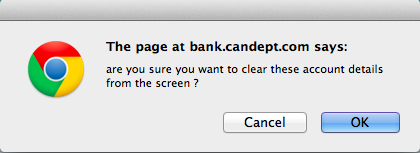 The page at bank.candept.com says:
are you sure you want to clear these account details
from the screen ?
Cancel OK